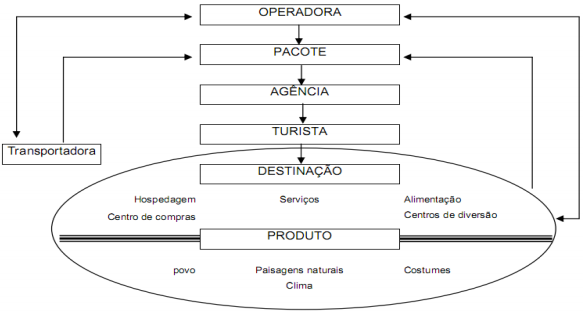 OPERADORA
PACOTE
AGÊNCIA
TURISTA
Transportadora
DESTINAÇÃO
Hospedagem Serviços Alimentação
Centro de compras Centros de diversão
PRODUTO
povo Paisagens naturais Costumes
Clima